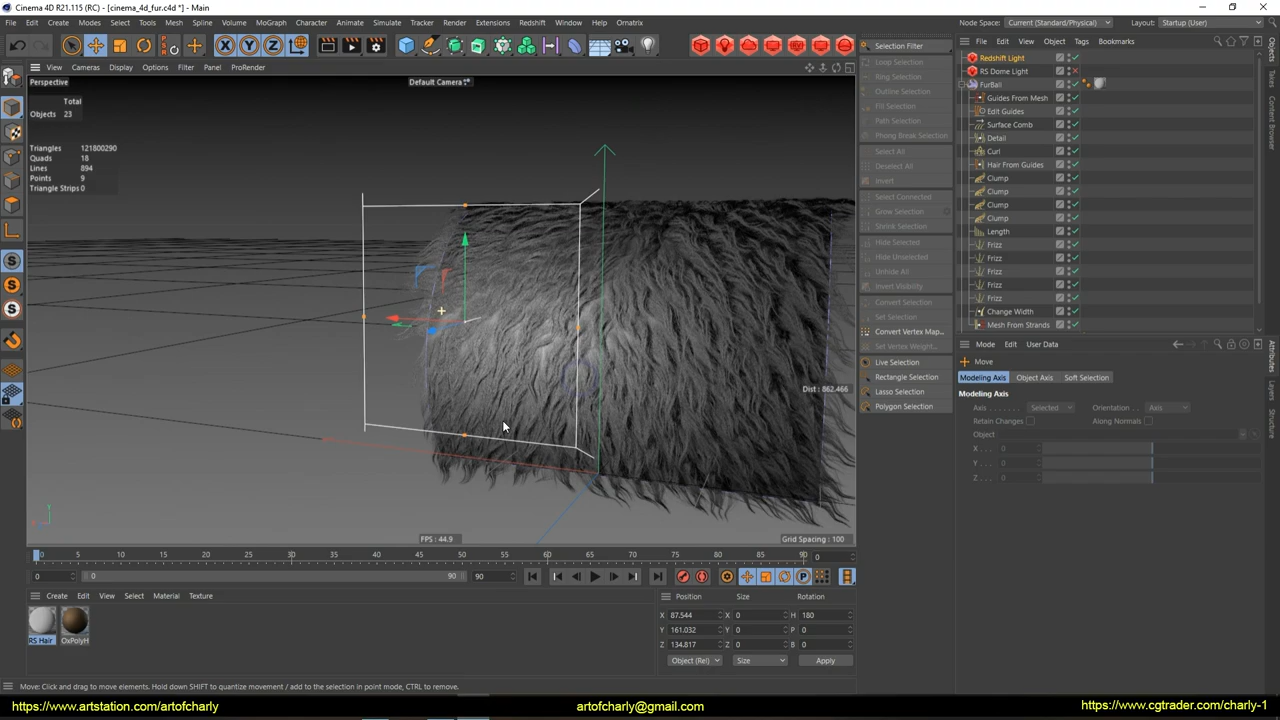 Cinema 4D R21.115 (RC) - [cinema_4d_fur.c4d *] - Main
File Edit Create Modes Select Tools Mesh Spline Volume MoGraph Character Animate Simulate Tracker Render Extensions Redshift Window Help Ornatrix
Node Space: Current (Standard/Physical) Layout: Startup (User)
X Y Z
View Cameras Display Options Filter Panel ProRender
Perspective
Default Camera
Total
Objects 23
Triangles 121800290
Quads 18
Lines 894
Points 9
Triangle Strips 0
Dist : 862.466
FPS : 44.9
Grid Spacing : 100
Selection Filter
Loop Selection
Ring Selection
Outline Selection
Fill Selection
Path Selection
Phong Break Selection
Select All
Deselect All
Invert
Select Connected
Grow Selection
Shrink Selection
Hide Selected
Hide Unselected
Unhide All
Invert Visibility
Convert Selection
Set Selection
Convert Vertex Map...
Set Vertex Weight...
Live Selection
Rectangle Selection
Lasso Selection
Polygon Selection
File Edit View Object Tags Bookmarks
Redshift Light
RS Dome Light
FurBall
Guides From Mesh
Edit Guides
Surface Comb
Detail
Curl
Hair From Guides
Clump
Clump
Clump
Clump
Length
Frizz
Frizz
Frizz
Frizz
Frizz
Change Width
Mesh From Strands
Objects
Takes
Content Browser
Attributes
Layers
Structure
Mode Edit User Data
Move
Modeling Axis Object Axis Soft Selection
Modeling Axis
Axis Selected Orientation Axis
Retain Changes Along Normals
Object
X 0
Y 0
Z 0
0 5 10 15 20 25 30 35 40 45 50 55 60 65 70 75 80 85 90 0
0 0 90 90
Create Edit View Select Material Texture
RS Hair OxPolyH
Position Size Rotation
X 87.544 X 0 H 180
Y 161.032 Y 0 P 0
Z 134.817 Z 0 B 0
Object (Rel) Size Apply
Move: Click and drag to move elements. Hold down SHIFT to quantize movement / add to the selection in point mode, CTRL to remove.
https://www.artstation.com/artofcharly artofcharly@gmail.com https://www.cgtrader.com/charly-1